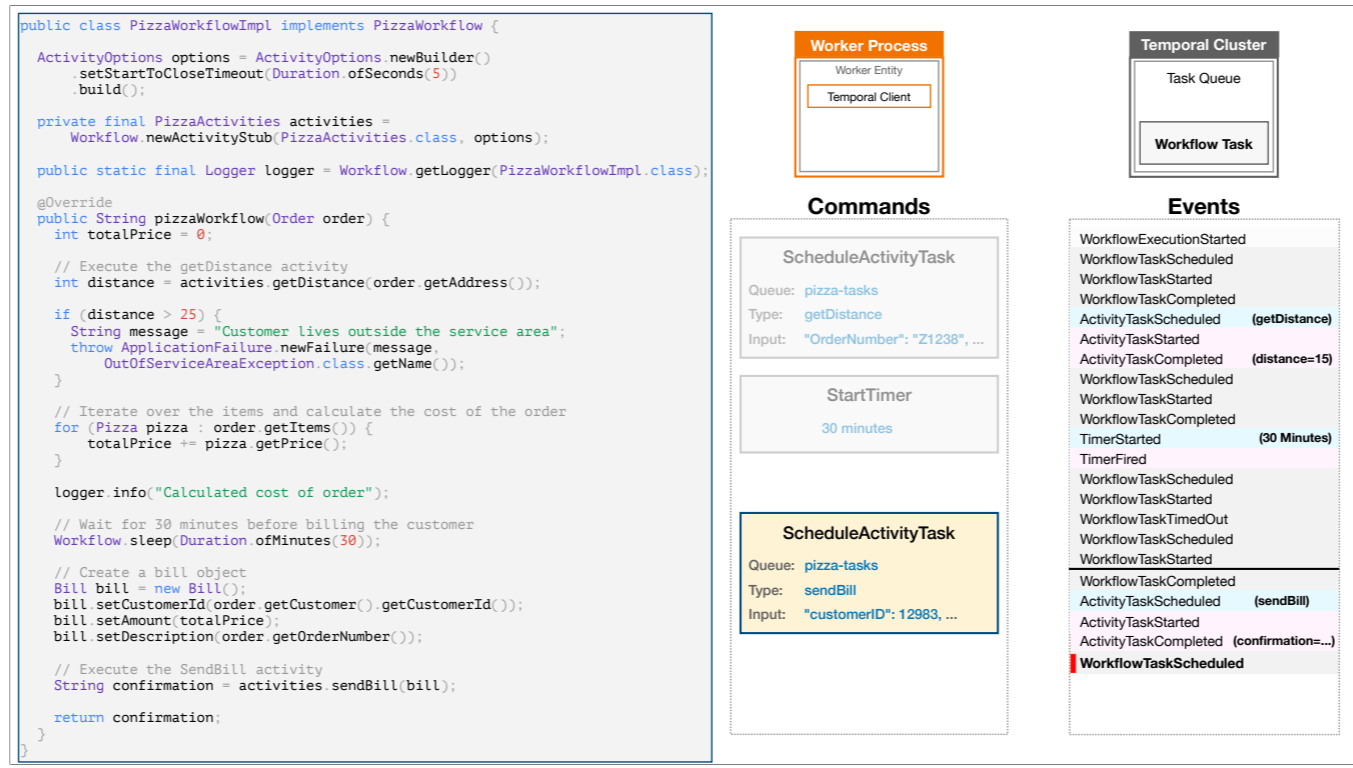 public class PizzaWorkflowImpl implements PizzaWorkflow {
ActivityOptions options = ActivityOptions.newBuilder()
.setStartToCloseTimeout(Duration.ofSeconds(5))
.build();
private final PizzaActivities activities =
Workflow.newActivityStub(PizzaActivities.class, options);
public static final Logger logger = Workflow.getLogger(PizzaWorkflowImpl.class);
@Override
public String pizzaWorkflow(Order order) {
int totalPrice = 0;
// Execute the getDistance activity
int distance = activities.getDistance(order.getAddress());
if (distance > 25) {
String message = "Customer lives outside the service area";
throw ApplicationFailure.newFailure(message,
OutOfServiceAreaException.class.getName());
}
// Iterate over the items and calculate the cost of the order
for (Pizza pizza : order.getItems()) {
totalPrice += pizza.getPrice();
}
logger.info("Calculated cost of order");
// Wait for 30 minutes before billing the customer
Workflow.sleep(Duration.ofMinutes(30));
// Create a bill object
Bill bill = new Bill();
bill.setCustomerId(order.getCustomer().getCustomerId());
bill.setAmount(totalPrice);
bill.setDescription(order.getOrderNumber());
// Execute the SendBill activity
String confirmation = activities.sendBill(bill);
return confirmation;
}
}
Worker Process
Worker Entity
Temporal Client
Temporal Cluster
Task Queue
Workflow Task
Commands
ScheduleActivityTask
Queue: pizza-tasks
Type: getDistance
Input: "OrderNumber": "Z1238", ...
StartTimer
30 minutes
ScheduleActivityTask
Queue: pizza-tasks
Type: sendBill
Input: "customerID": 12983, ...
Events
WorkflowExecutionStarted
WorkflowTaskScheduled
WorkflowTaskStarted
WorkflowTaskCompleted
ActivityTaskScheduled (getDistance)
ActivityTaskStarted
ActivityTaskCompleted (distance=15)
WorkflowTaskScheduled
WorkflowTaskStarted
WorkflowTaskCompleted
TimerStarted (30 Minutes)
TimerFired
WorkflowTaskScheduled
WorkflowTaskStarted
WorkflowTaskTimedOut
WorkflowTaskScheduled
WorkflowTaskStarted
WorkflowTaskCompleted
ActivityTaskScheduled (sendBill)
ActivityTaskStarted
ActivityTaskCompleted (confirmation=...)
WorkflowTaskScheduled